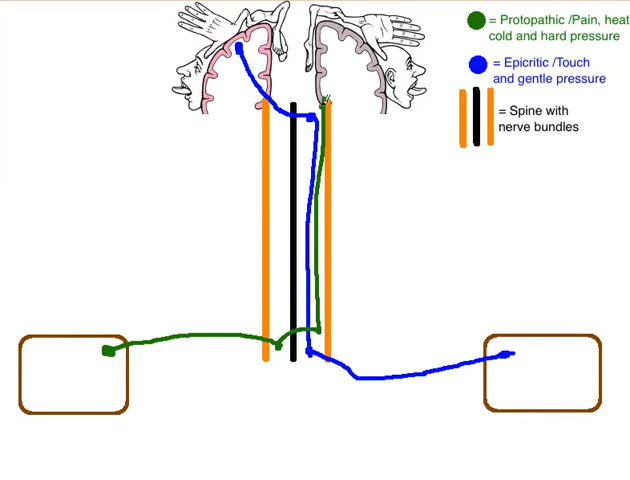 = Protopathic /Pain, heat
cold and hard pressure
= Epicritic /Touch
and gentle pressure
= Spine with
nerve bundles